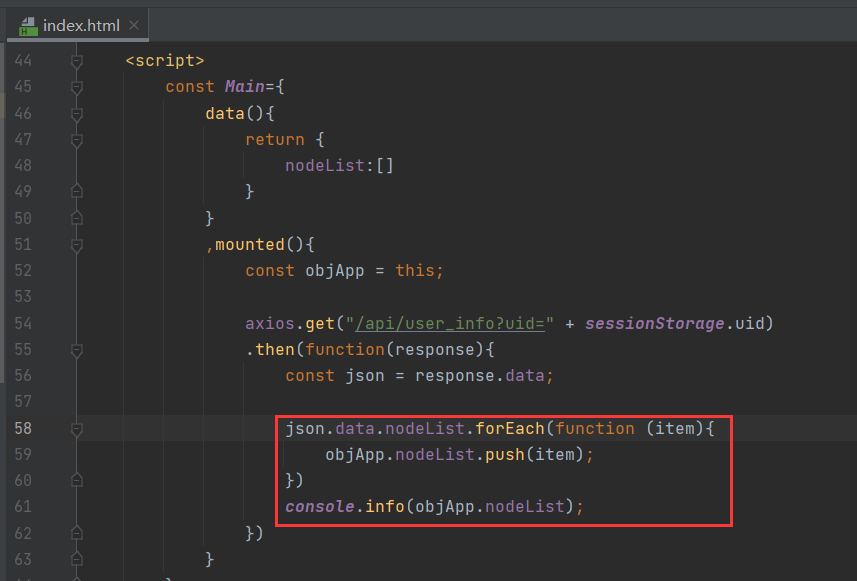 index.html
44 <script>
45 const Main={
46 data(){
47 return {
48 nodeList:[]
49 }
50 }
51 ,mounted(){
52 const objApp = this;
53
54 axios.get("/api/user_info?uid=" + sessionStorage.uid)
55 .then(function(response){
56 const json = response.data;
57
58 json.data.nodeList.forEach(function (item){
59 objApp.nodeList.push(item);
60 })
61 console.info(objApp.nodeList);
62 })
63 }